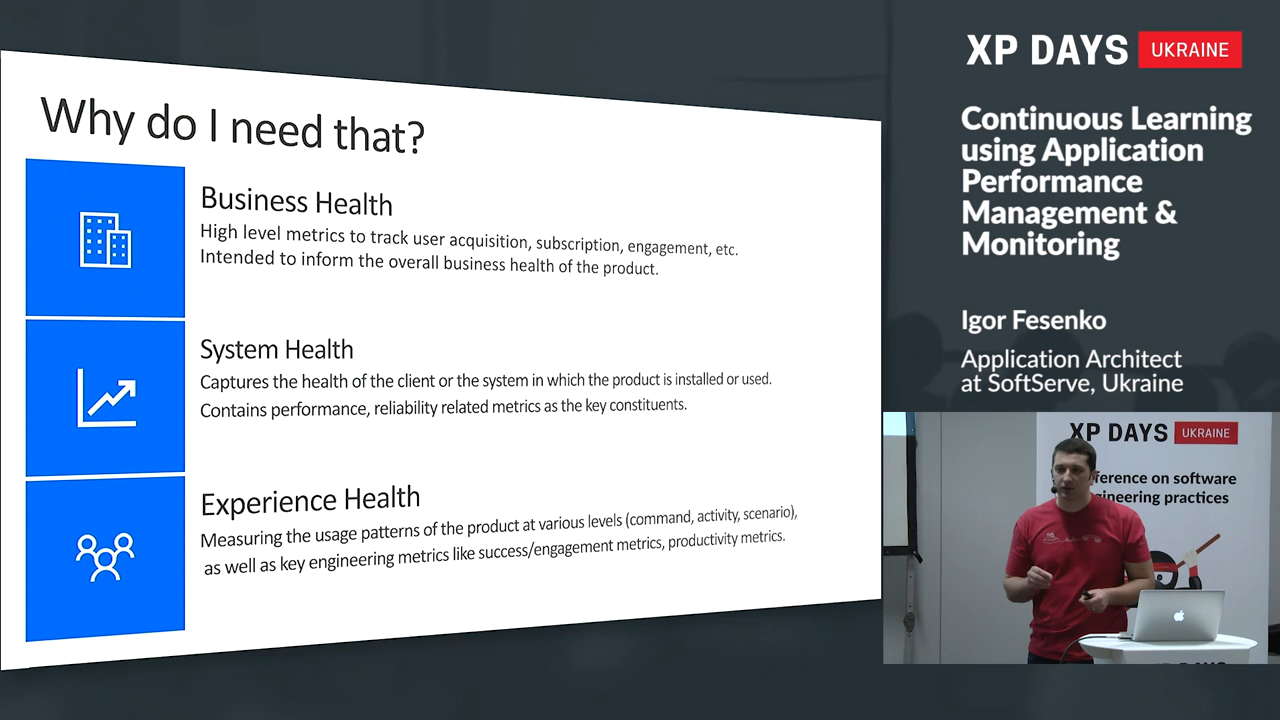 Why do I need that?
Business Health
High level metrics to track user acquisition, subscription, engagement, etc.
Intended to inform the overall business health of the product.
System Health
Captures the health of the client or the system in which the product is installed or used.
Contains performance, reliability related metrics as the key constituents.
Experience Health
Measuring the usage patterns of the product at various levels (command, activity, scenario),
as well as key engineering metrics like success/engagement metrics, productivity metrics.
XP DAYS UKRAINE
Continuous Learning
using Application
Performance
Management &
Monitoring
Igor Fesenko
Application Architect
at SoftServe, Ukraine
XP DAYS UKRAINE
ference on software
gineering practices